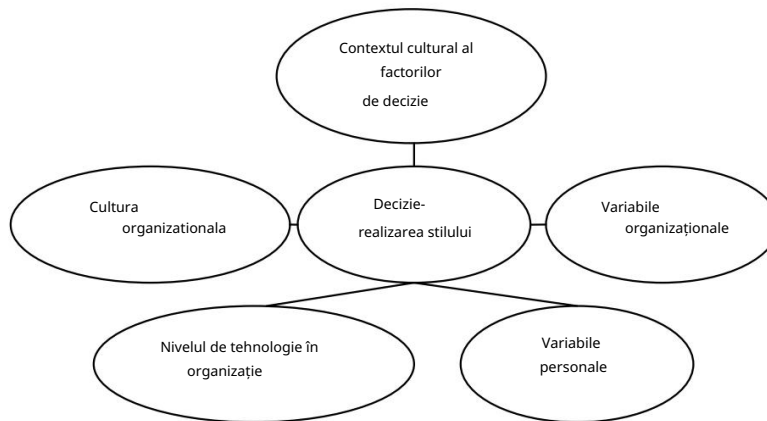 Contextul cultural al
factorilor
de decizie
Cultura
organizationala
Decizie-
realizarea stilului
Variabile
organizaționale
Nivelul de tehnologie în
organizație
Variabile
personale